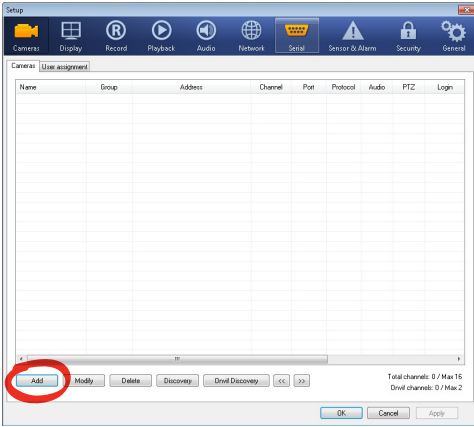 Setup
Cameras Display Record Playback Audio Network Serial Sensor & Alarm Security General
Cameras User assignment
Name Group Address Channel Port Protocol Audio PTZ Login
Add Modify Delete Discovery Onvif Discovery << >>
Total channels: 0 / Max 16
Onvif channels: 0 / Max 2
OK Cancel Apply